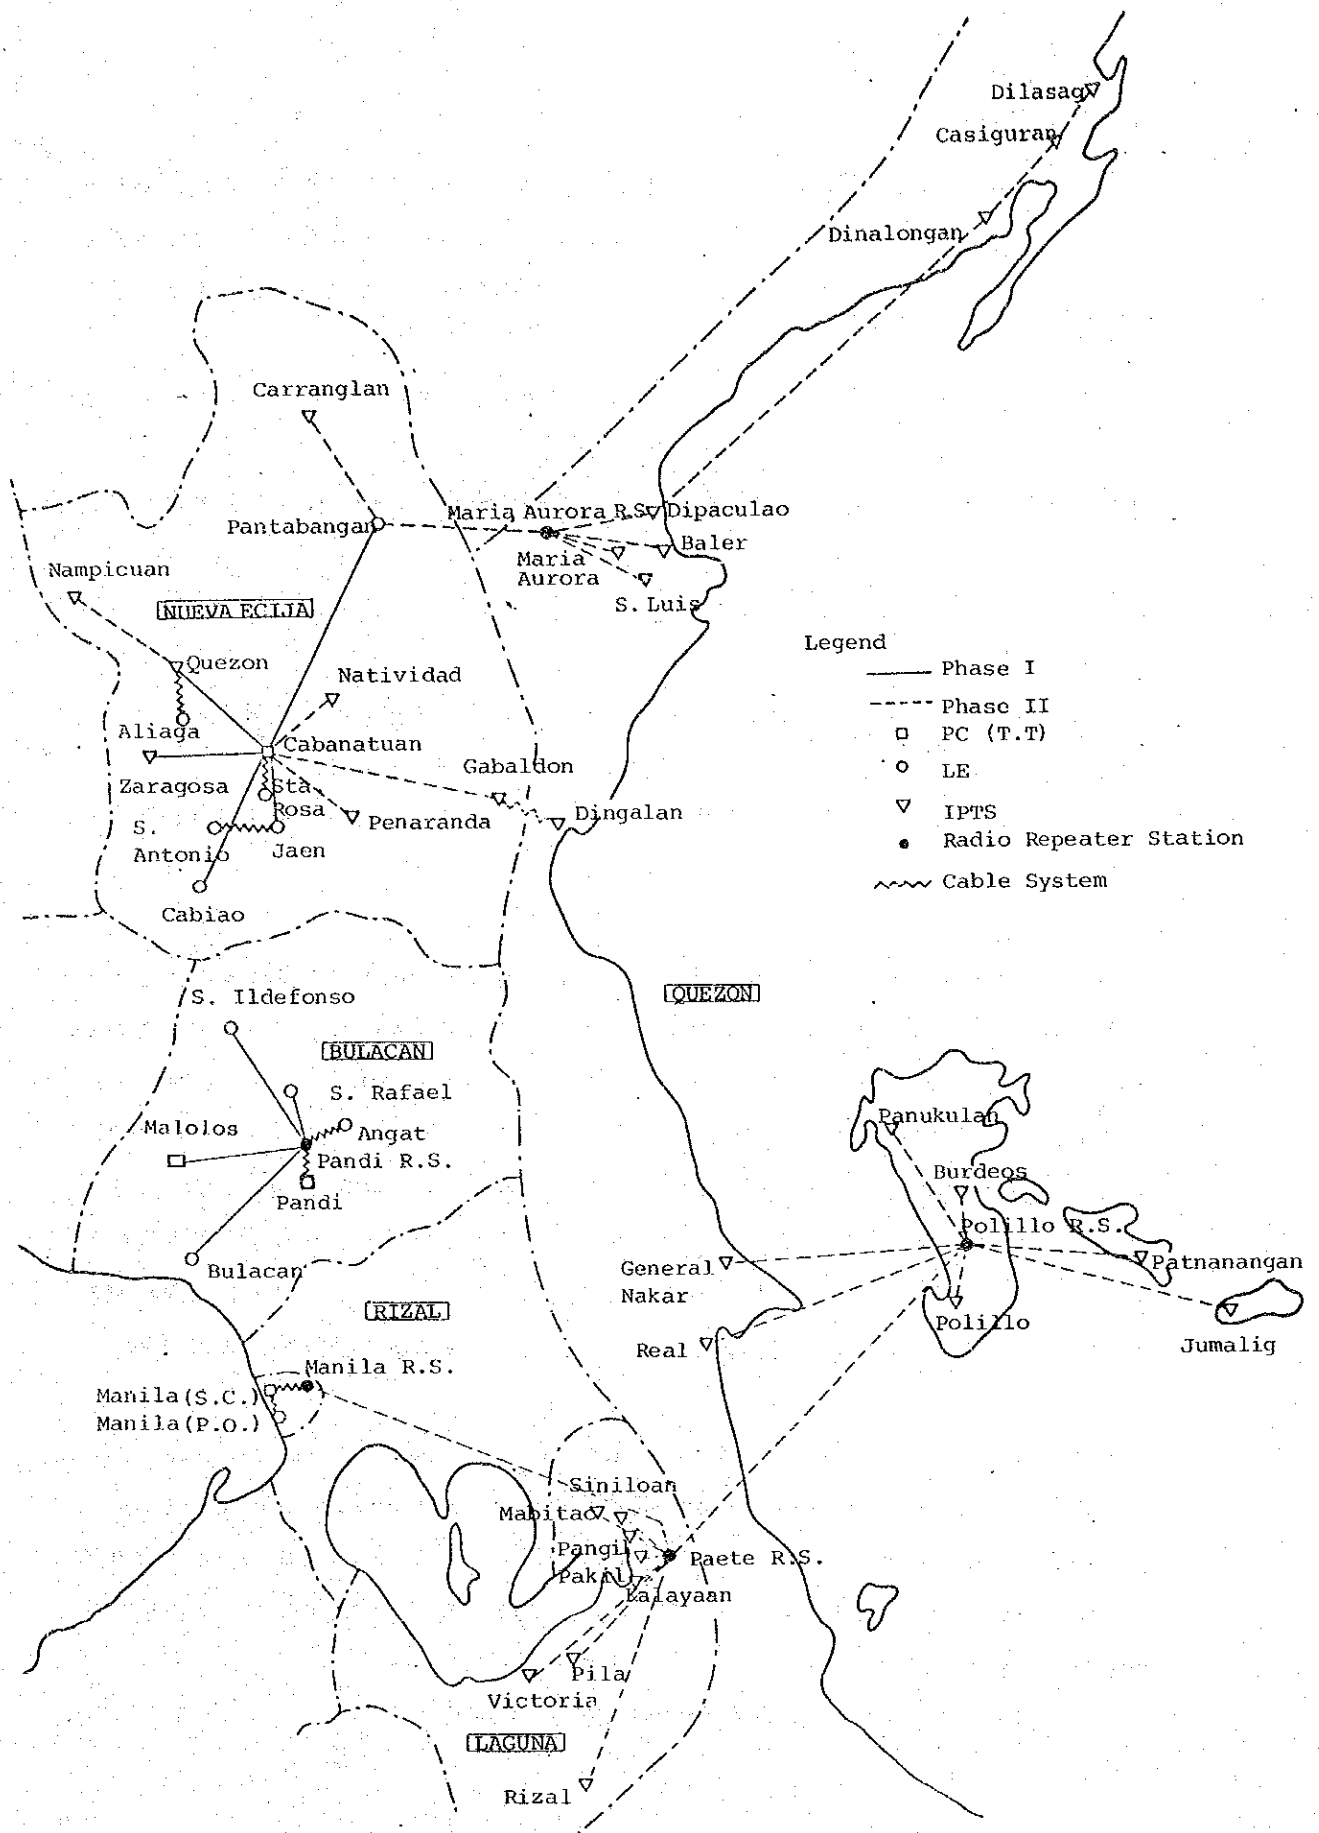 Dilasag
Casiguran
Dinalongan
Carranglan
Pantabangan
Maria Aurora R.S.
Dipaculao
Baler
Maria
Aurora
S. Luis
Nampicuan
NUEVA ECIJA
Quezon
Natividad
Aliaga
Cabanatuan
Gabaldon
Zaragosa
Sta
Rosa
Penaranda
Dingalan
S.
Antonio
Jaen
Cabiao
Legend
Phase I
Phase II
PC (T.T)
LE
IPTS
Radio Repeater Station
Cable System
S. Ildefonso
QUEZON
BULACAN
S. Rafael
Malolos
Angat
Pandi R.S.
Pandi
Bulacan
Panukulan
Burdeos
Polillo R.S.
Patnanangan
General
Nakar
Polillo
Jumalig
Real
RIZAL
Manila R.S.
Manila(S.C.)
Manila(P.O.)
Siniloan
Mabitac
Pangil
Paete R.S.
Pakil
Kalayaan
Pila
Victoria
LAGUNA
Rizal